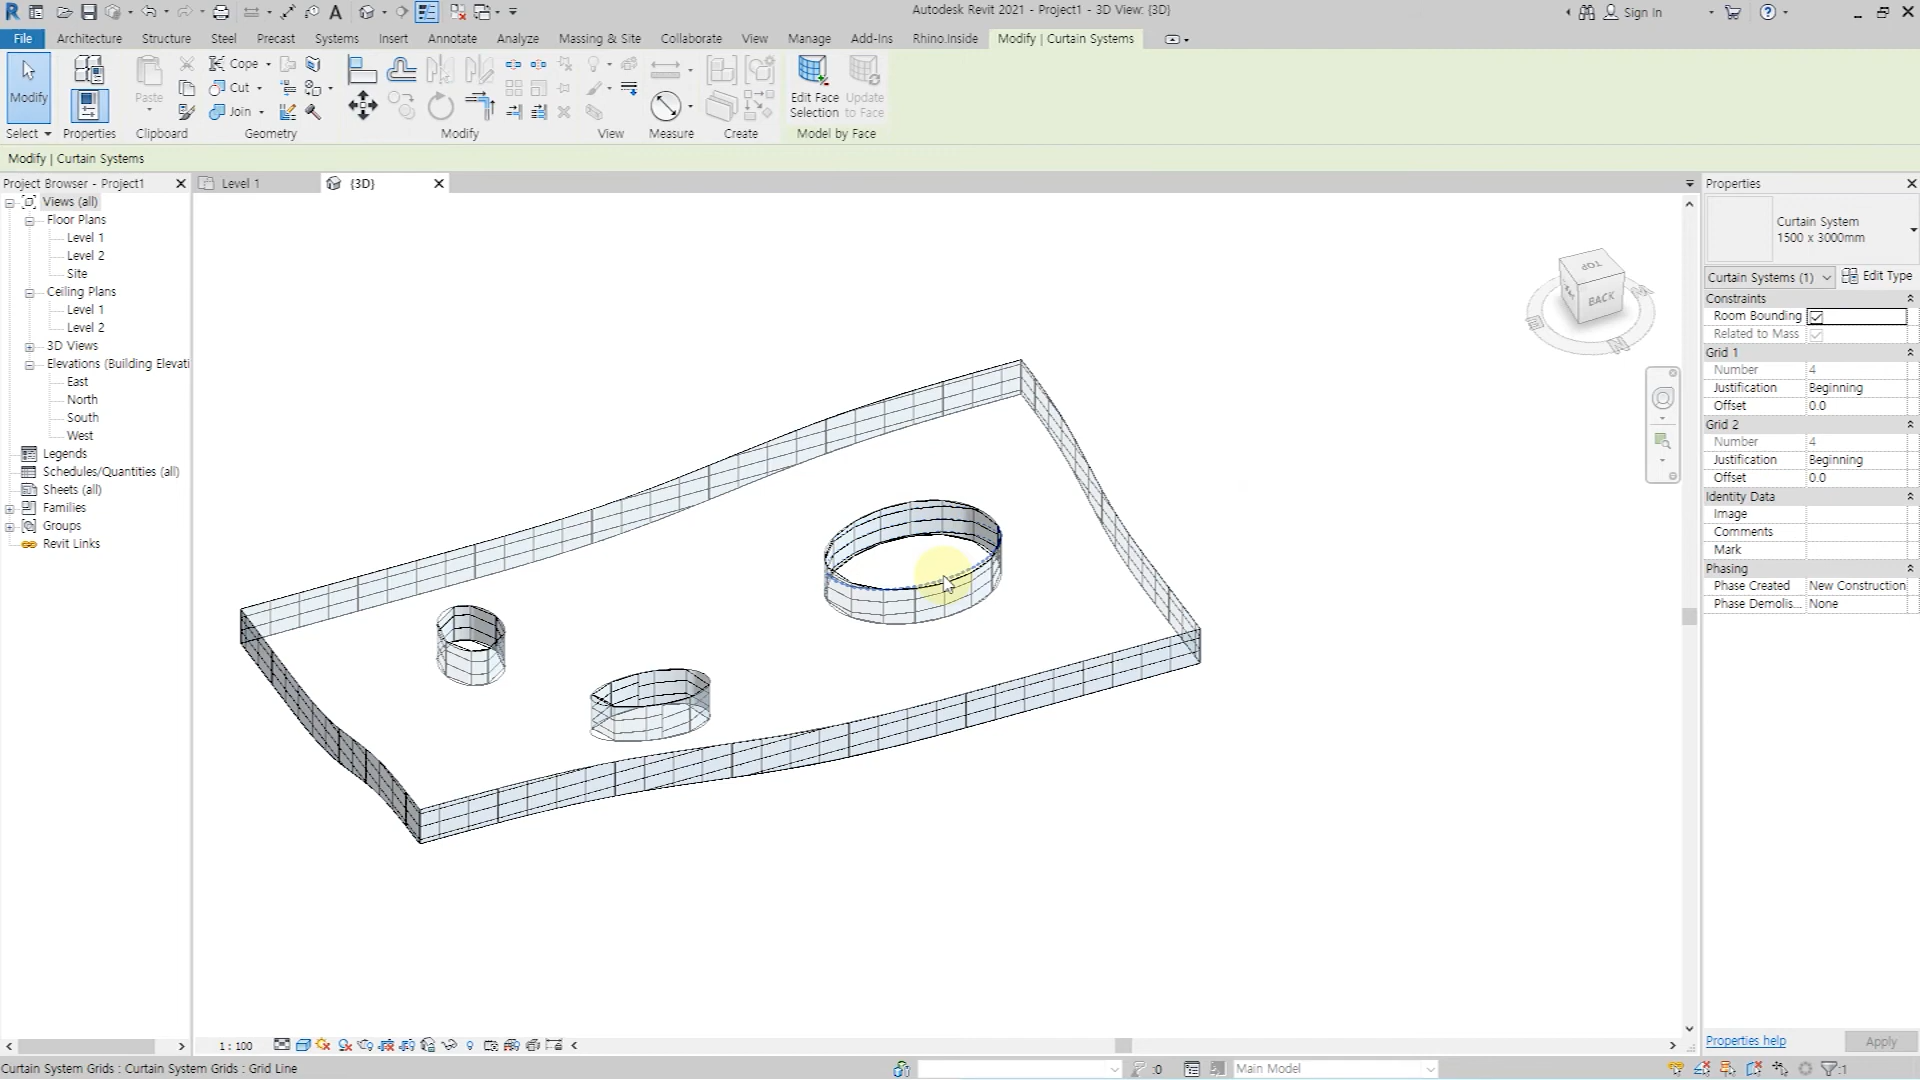 Autodesk Revit 2021 - Project1 - 3D View: {3D}
Sign In
File
Architecture
Structure
Steel
Precast
Systems
Insert
Annotate
Analyze
Massing & Site
Collaborate
View
Manage
Add-Ins
Rhino.Inside
Modify | Curtain Systems
Modify
Paste
Cope
Cut
Join
Edit Face
Selection
Update
to Face
Select
Properties
Clipboard
Geometry
Modify
View
Measure
Create
Model by Face
Modify | Curtain Systems
Project Browser - Project1
Level 1
{3D}
Properties
Views (all)
Floor Plans
Level 1
Level 2
Site
Ceiling Plans
Level 1
Level 2
3D Views
Elevations (Building Elevati
East
North
South
West
Legends
Schedules/Quantities (all)
Sheets (all)
Families
Groups
Revit Links
TOP
BACK
Curtain System
1500 x 3000mm
Curtain Systems (1)
Edit Type
Constraints
Room Bounding
Related to Mass
Grid 1
Number 4
Justification Beginning
Offset 0.0
Grid 2
Number 4
Justification Beginning
Offset 0.0
Identity Data
Image
Comments
Mark
Phasing
Phase Created New Construction
Phase Demolis... None
Properties help
Apply
1 : 100
Curtain System Grids : Curtain System Grids : Grid Line
:0
Main Model
:1